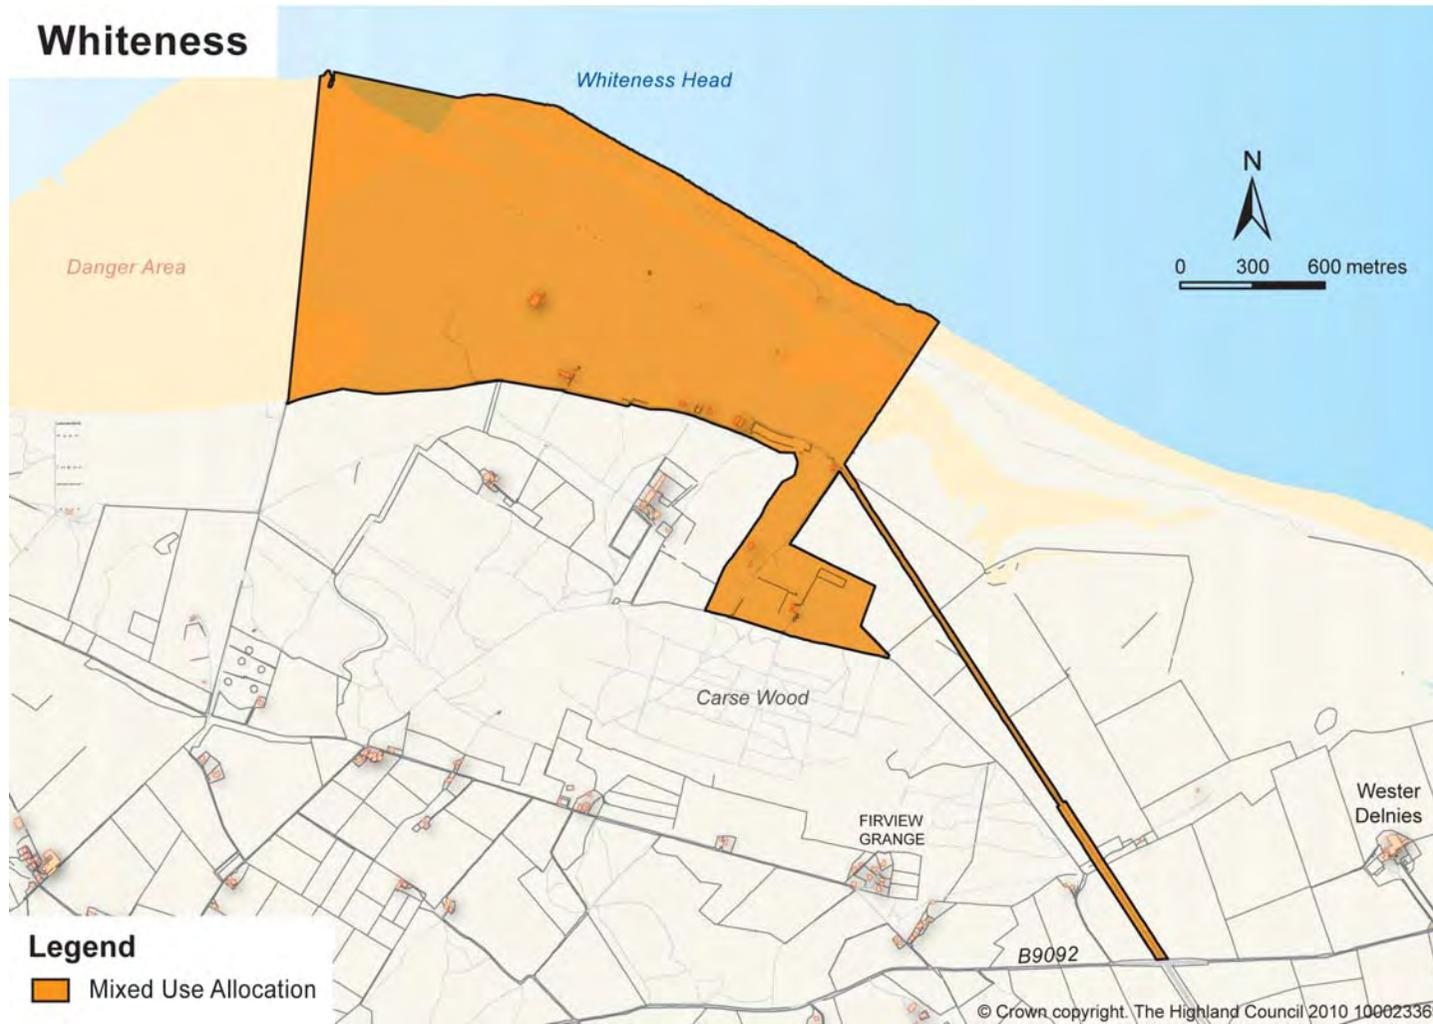 Whiteness
Whiteness Head
N
0 300 600 metres
Danger Area
Carse Wood
FIRVIEW
GRANGE
Wester
Delnies
B9092
Legend
Mixed Use Allocation
© Crown copyright. The Highland Council 2010 10002336